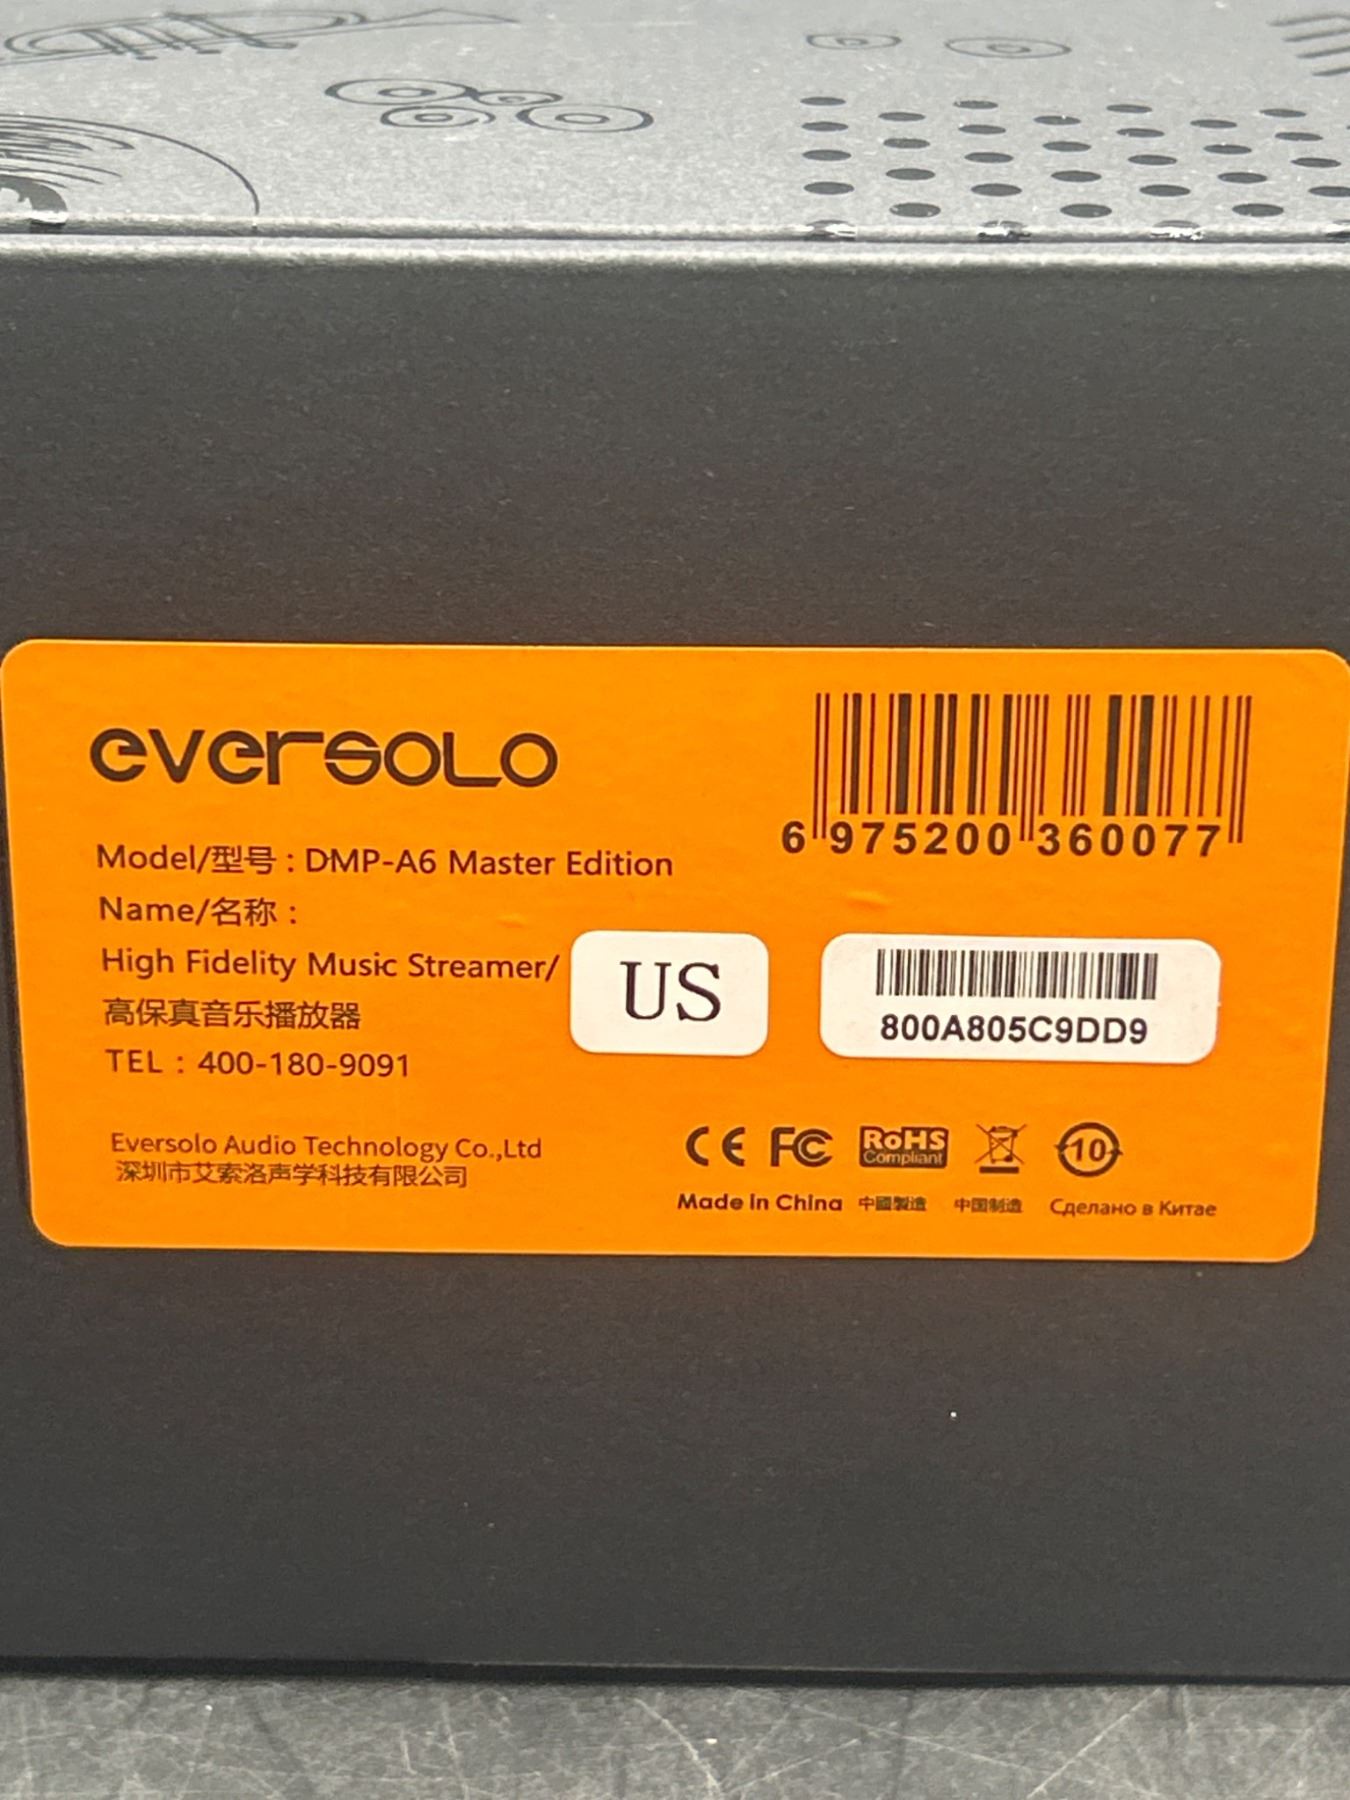 eversolo
6 975200 360077
Model/型号 : DMP-A6 Master Edition
Name/名称 :
High Fidelity Music Streamer/
高保真音乐播放器
TEL : 400-180-9091
US
800A805C9DD9
Eversolo Audio Technology Co.,Ltd
深圳市艾索洛声学科技有限公司
CE FC RoHS Compliant 10
Made in China 中國製造 中国制造 Сделано в Китае